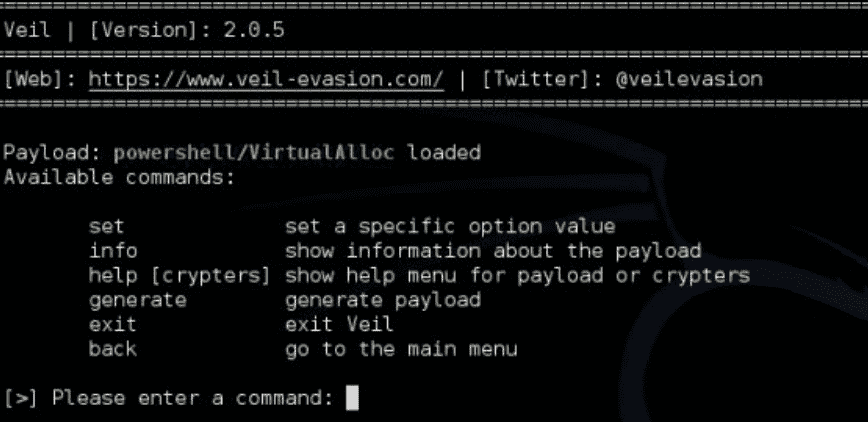 =========================================================================
Veil | [Version]: 2.0.5
=========================================================================
[Web]: https://www.veil-evasion.com/ | [Twitter]: @veilevasion
=========================================================================
Payload: powershell/VirtualAlloc loaded
Available commands:
set set a specific option value
info show information about the payload
help [crypters] show help menu for payload or crypters
generate generate payload
exit exit Veil
back go to the main menu
[>] Please enter a command: